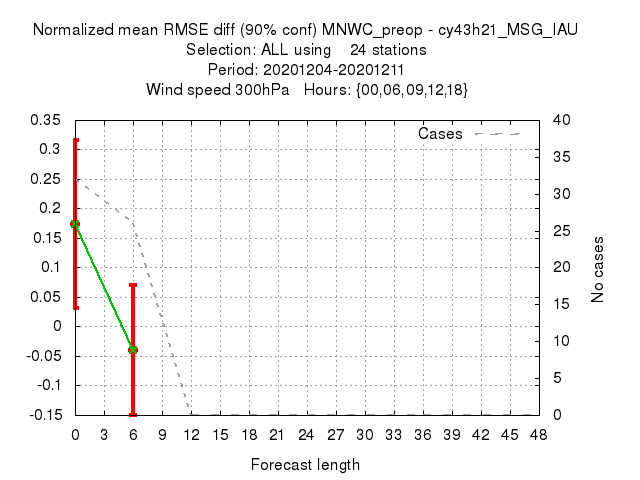 Normalized mean RMSE diff (90% conf) MNWC_preop - cy43h21_MSG_IAU
Selection: ALL using 24 stations
Period: 20201204-20201211
Wind speed 300hPa Hours: {00,06,09,12,18}
Cases
0.35
0.3
0.25
0.2
0.15
0.1
0.05
0
-0.05
-0.1
-0.15
40
35
30
25
20
15
10
5
0
No cases
0 3 6 9 12 15 18 21 24 27 30 33 36 39 42 45 48
Forecast length